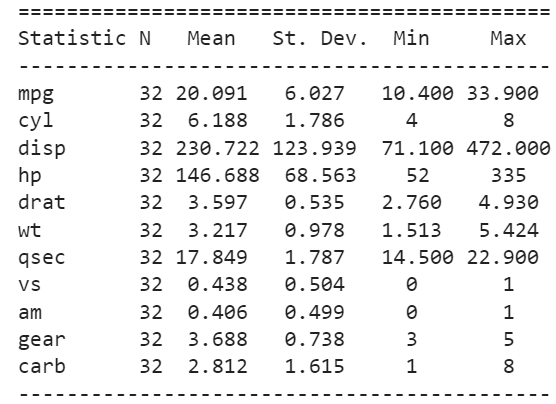 ============================================
Statistic N   Mean   St. Dev.  Min     Max
--------------------------------------------
mpg       32 20.091   6.027   10.400 33.900
cyl       32  6.188   1.786     4       8
disp      32 230.722 123.939  71.100 472.000
hp        32 146.688 68.563     52     335
drat      32  3.597   0.535   2.760   4.930
wt        32  3.217   0.978   1.513   5.424
qsec      32 17.849   1.787   14.500 22.900
vs        32  0.438   0.504     0       1
am        32  0.406   0.499     0       1
gear      32  3.688   0.738     3       5
carb      32  2.812   1.615     1       8
--------------------------------------------